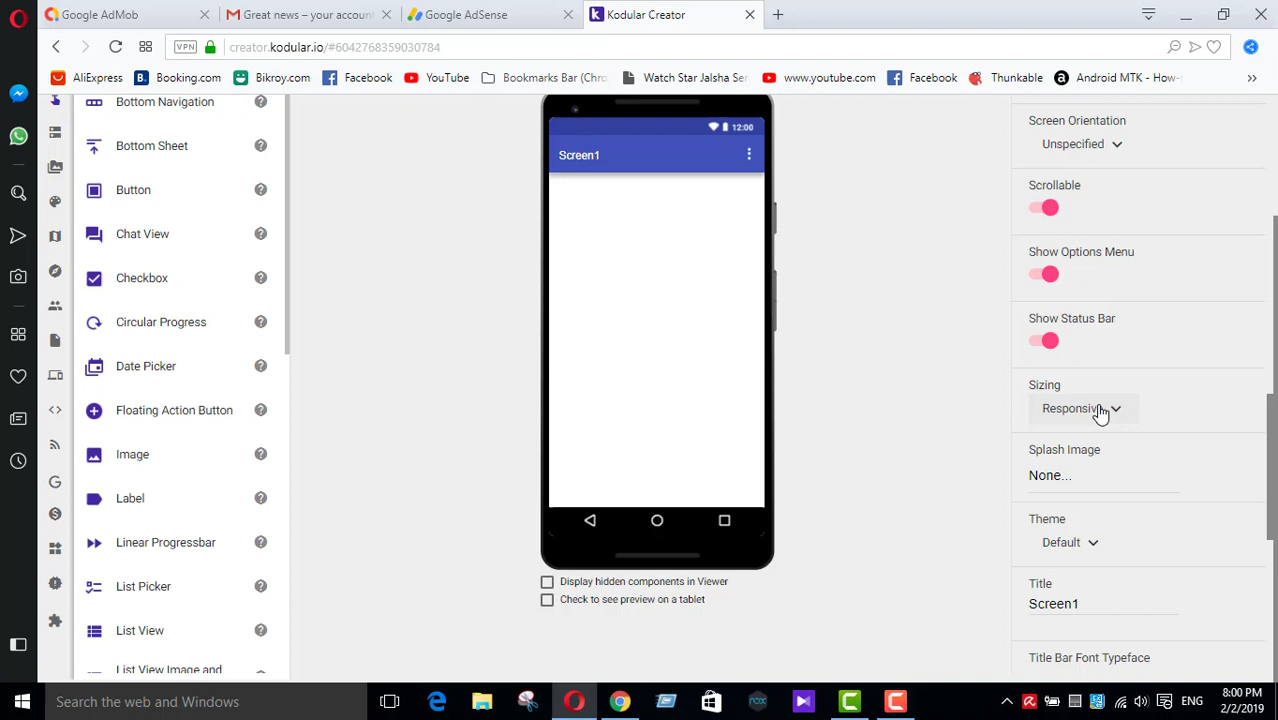 Google AdMob
Great news – your account
Google AdSense
Kodular Creator
VPN
creator.kodular.io/#6042768359030784
AliExpress
Booking.com
Bikroy.com
Facebook
YouTube
Bookmarks Bar (Chro
Watch Star Jalsha Ser
www.youtube.com
Facebook
Thunkable
Android MTK - How-
Bottom Navigation
Bottom Sheet
Button
Chat View
Checkbox
Circular Progress
Date Picker
Floating Action Button
Image
Label
Linear Progressbar
List Picker
List View
List View Image and
12:00
Screen1
Display hidden components in Viewer
Check to see preview on a tablet
Screen Orientation
Unspecified
Scrollable
Show Options Menu
Show Status Bar
Sizing
Responsive
Splash Image
None...
Theme
Default
Title
Screen1
Title Bar Font Typeface
Search the web and Windows
ENG
8:00 PM
2/2/2019